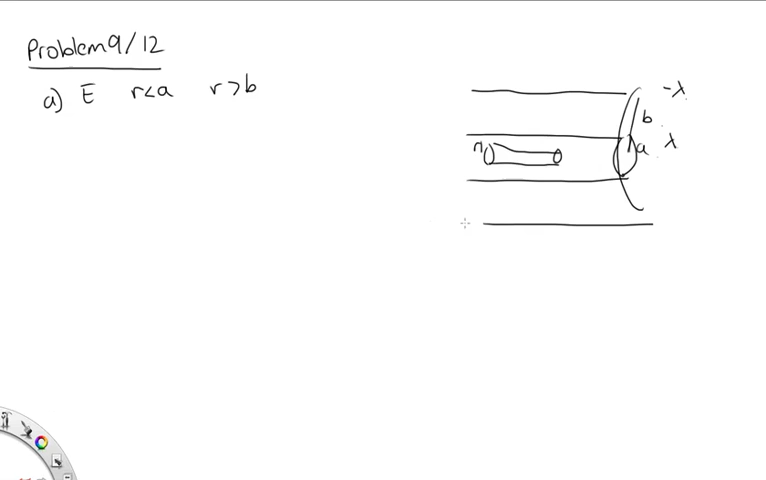 Problem 9/12
a) E r<a r>b
-λ
b
a λ
r